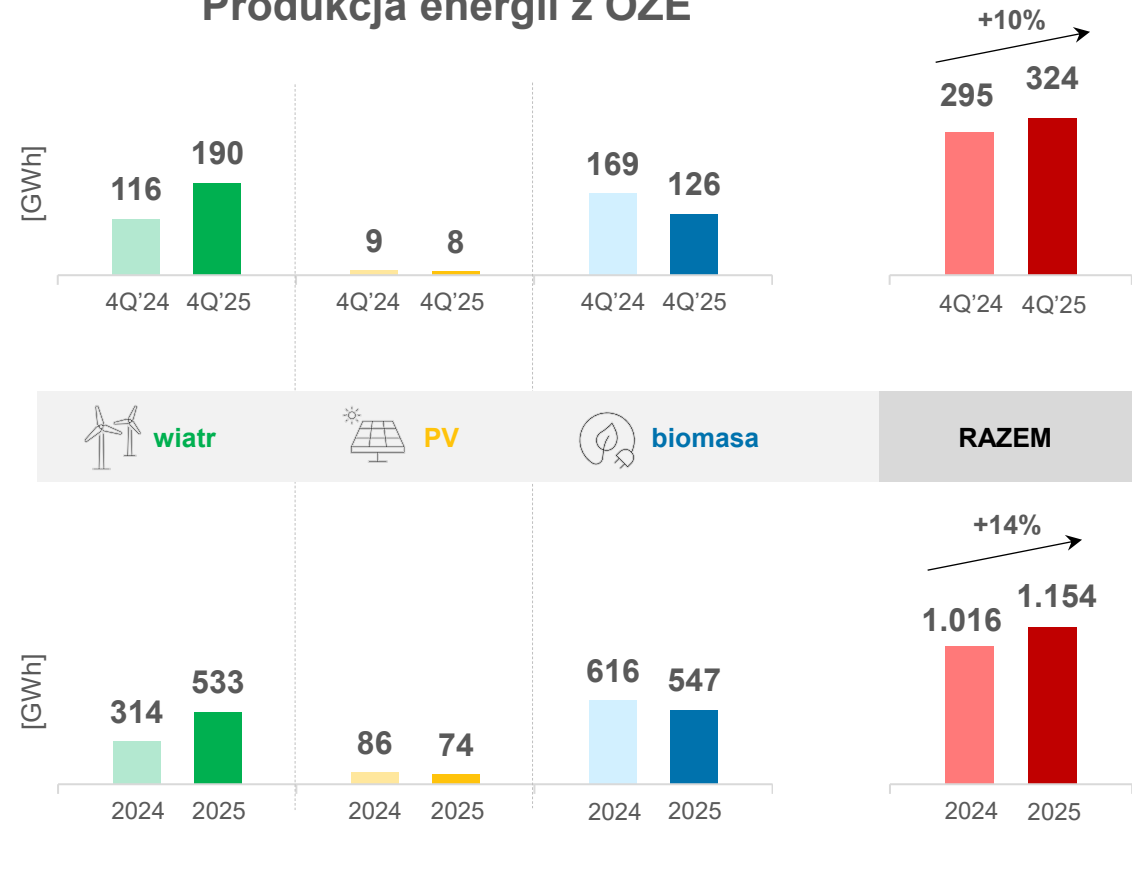 Produkcja energii z OZE
+10%
295 324
[GWh]
116 190
9 8
169 126
4Q’24 4Q’25
4Q’24 4Q’25
4Q’24 4Q’25
4Q’24 4Q’25
wiatr
PV
biomasa
RAZEM
+14%
1.016 1.154
[GWh]
314 533
86 74
616 547
2024 2025
2024 2025
2024 2025
2024 2025